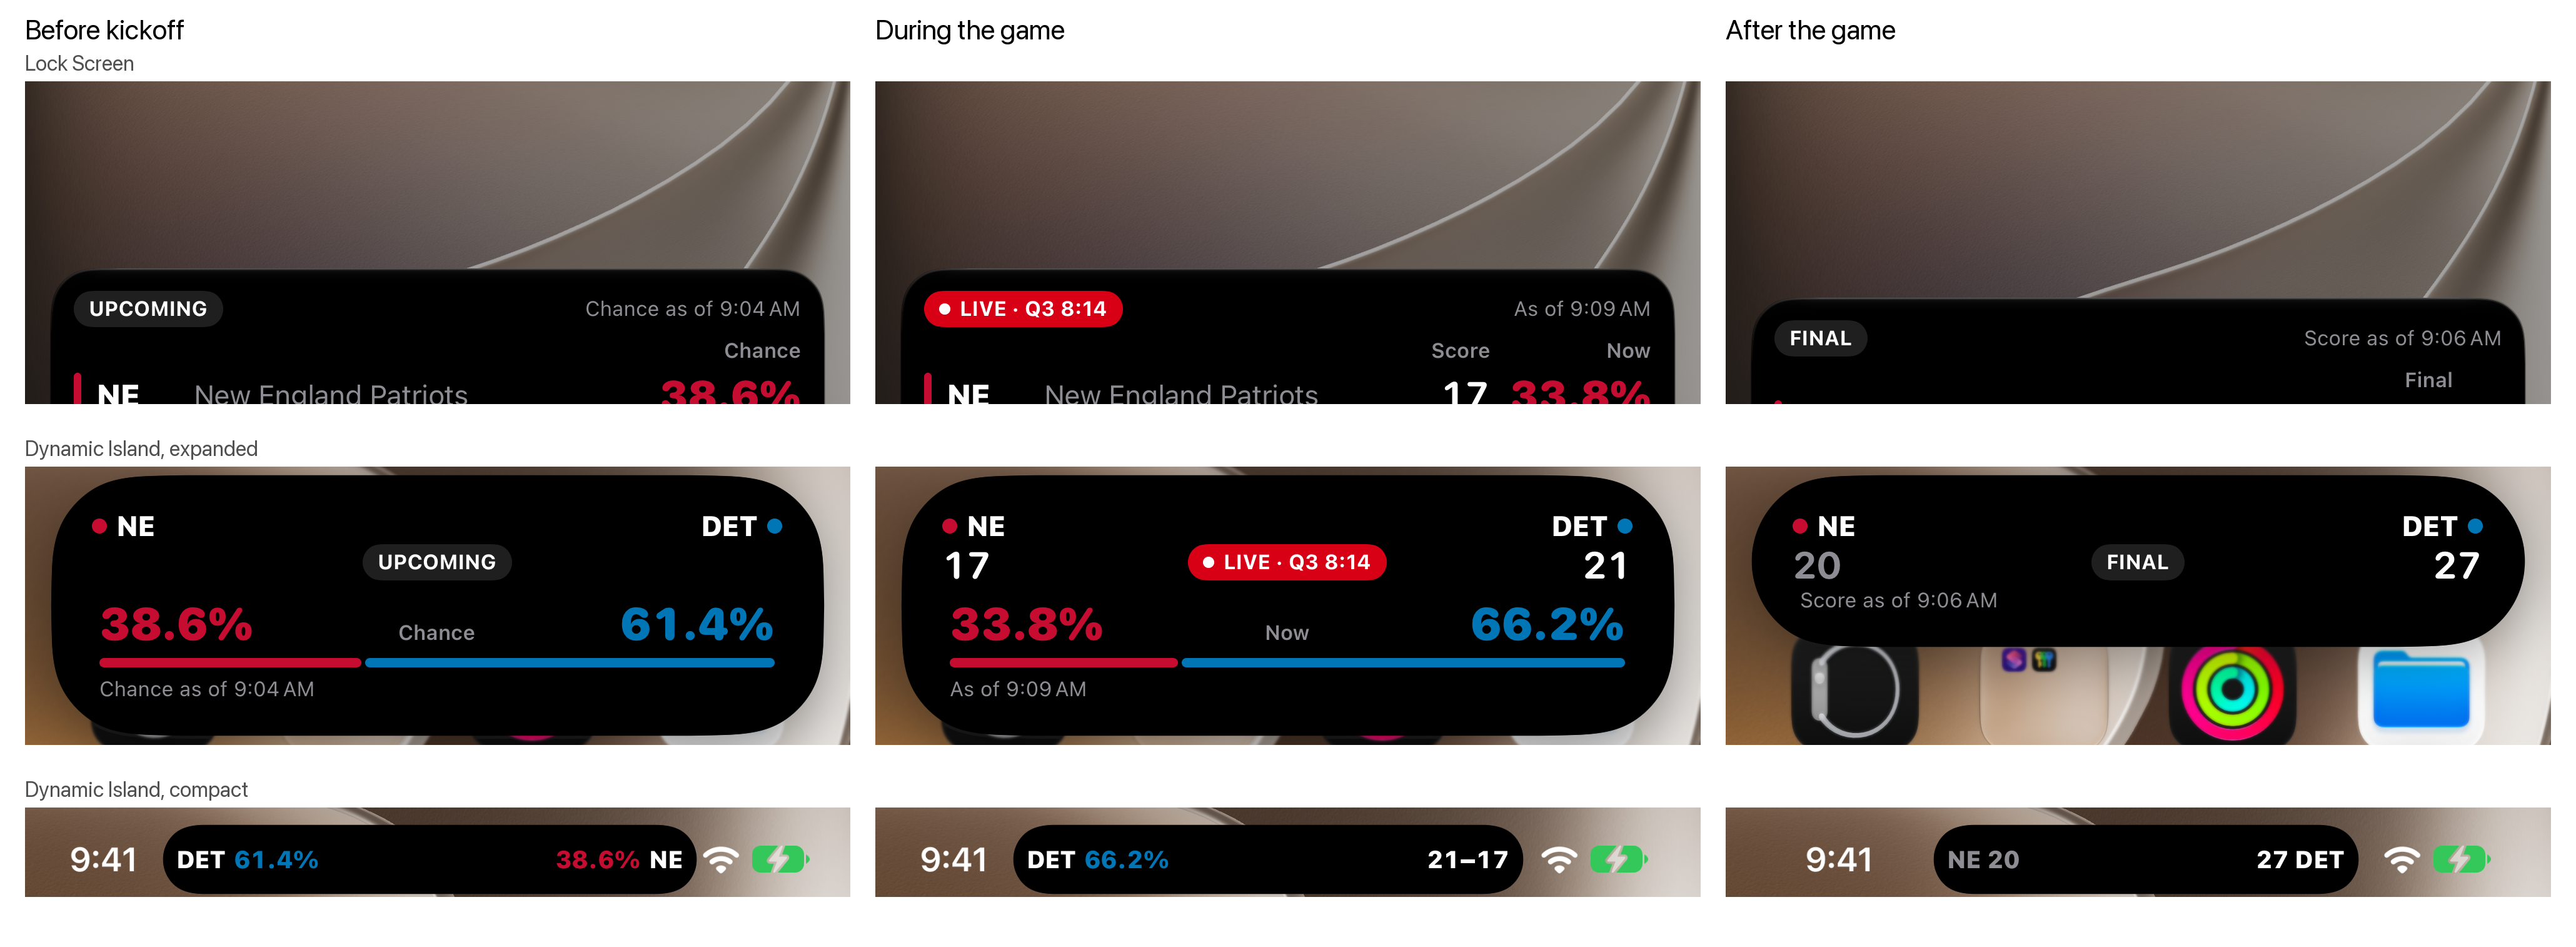 Before kickoff
During the game
After the game
Lock Screen
UPCOMING
Chance as of 9:04 AM
Chance
NE New England Patriots 38.6%
LIVE · Q3 8:14
As of 9:09 AM
Score Now
NE New England Patriots 17 33.8%
FINAL
Score as of 9:06 AM
Final
Dynamic Island, expanded
NE DET
UPCOMING
38.6% Chance 61.4%
Chance as of 9:04 AM
NE DET
17 LIVE · Q3 8:14 21
33.8% Now 66.2%
As of 9:09 AM
NE DET
20 FINAL 27
Score as of 9:06 AM
Dynamic Island, compact
9:41 DET 61.4% 38.6% NE
9:41 DET 66.2% 21–17
9:41 NE 20 27 DET